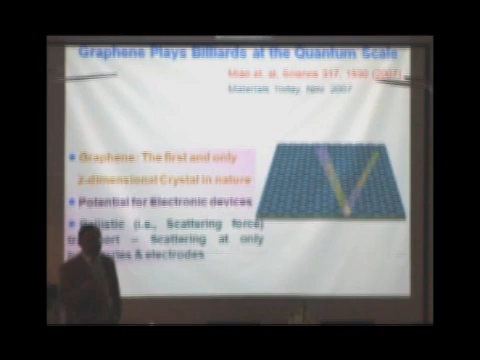 Graphene Plays Billiards at the Quantum Scale
Miao et. al. Science 317, 1530 (2007)
Materials Today, Nov. 2007
• Graphene: The first and only
2-dimensional Crystal in nature
• Potential for Electronic devices
• Ballistic (i.e., Scattering force)
– Scattering at only
& electrodes